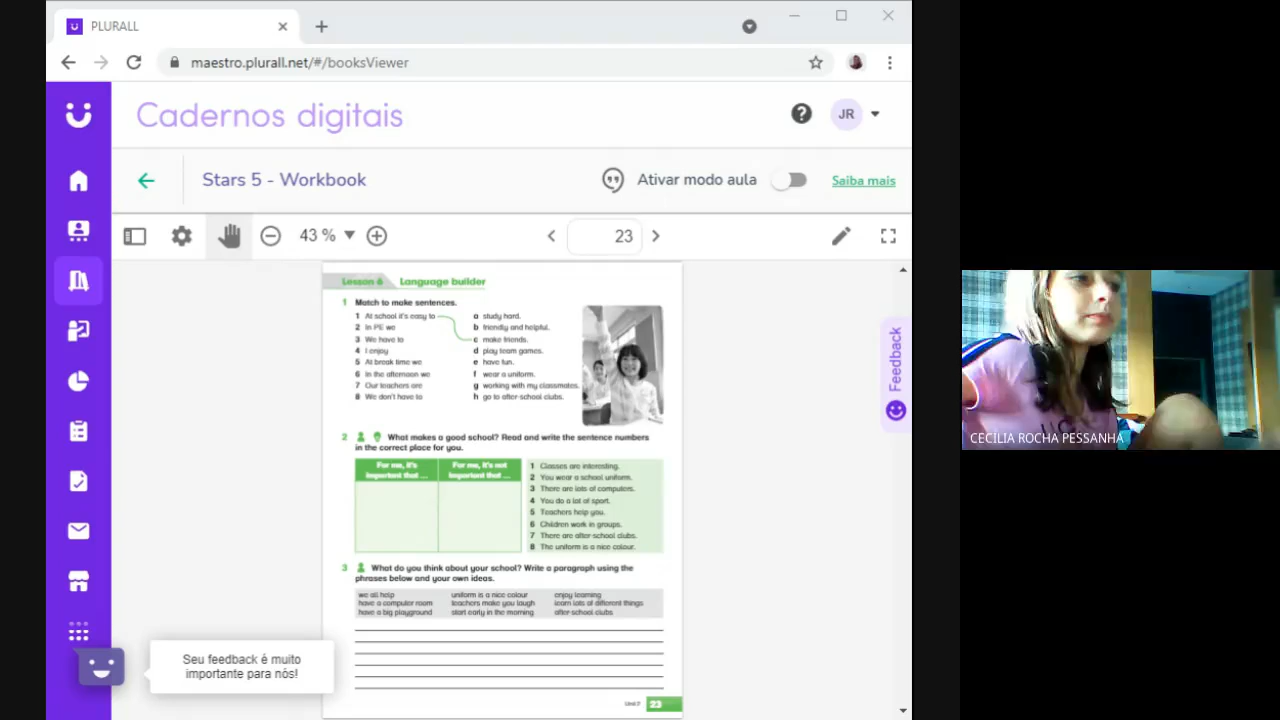 PLURALL
maestro.plurall.net/#/booksViewer
Cadernos digitais
JR
Stars 5 - Workbook
Ativar modo aula
Saiba mais
43 %
23
Lesson 6 Language builder
1 Match to make sentences.
1 At school it's easy to
2 In PE we
3 We have to
4 I enjoy
5 At break time we
6 In the afternoon we
7 Our teachers are
8 We don't have to
a study hard.
b friendly and helpful.
c make friends.
d play team games.
e have fun.
f wear a uniform.
g working with my classmates.
h go to after-school clubs.
2 What makes a good school? Read and write the sentence numbers
in the correct place for you.
For me, it's
important that ...
For me, it's not
important that ...
1 Classes are interesting.
2 You wear a school uniform.
3 There are lots of computers.
4 You do a lot of sport.
5 Teachers help you.
6 Children work in groups.
7 There are after-school clubs.
8 The uniform is a nice colour.
3 What do you think about your school? Write a paragraph using the
phrases below and your own ideas.
we all help uniform is a nice colour enjoy learning
have a computer room teachers make you laugh learn lots of different things
have a big playground start early in the morning after-school clubs
Unit 2 23
Feedback
Seu feedback é muito
importante para nós!
CECILIA ROCHA PESSANHA